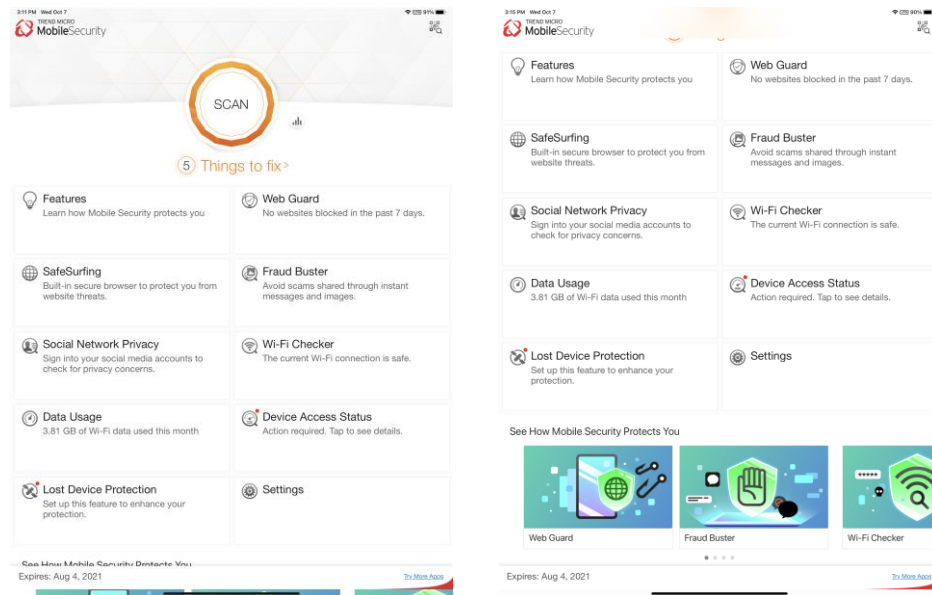 3:11 PM Wed Oct 7
91%
TREND MICRO
MobileSecurity
SCAN
5 Things to fix>
Features
Learn how Mobile Security protects you
Web Guard
No websites blocked in the past 7 days.
SafeSurfing
Built-in secure browser to protect you from
website threats.
Fraud Buster
Avoid scams shared through instant
messages and images.
Social Network Privacy
Sign into your social media accounts to
check for privacy concerns.
Wi-Fi Checker
The current Wi-Fi connection is safe.
Data Usage
3.81 GB of Wi-Fi data used this month
Device Access Status
Action required. Tap to see details.
Lost Device Protection
Set up this feature to enhance your
protection.
Settings
See How Mobile Security Protects You
Expires: Aug 4, 2021
Try More Apps
3:15 PM Wed Oct 7
90%
TREND MICRO
MobileSecurity
Features
Learn how Mobile Security protects you
Web Guard
No websites blocked in the past 7 days.
SafeSurfing
Built-in secure browser to protect you from
website threats.
Fraud Buster
Avoid scams shared through instant
messages and images.
Social Network Privacy
Sign into your social media accounts to
check for privacy concerns.
Wi-Fi Checker
The current Wi-Fi connection is safe.
Data Usage
3.81 GB of Wi-Fi data used this month
Device Access Status
Action required. Tap to see details.
Lost Device Protection
Set up this feature to enhance your
protection.
Settings
See How Mobile Security Protects You
Web Guard
Fraud Buster
Wi-Fi Checker
Expires: Aug 4, 2021
Try More Apps